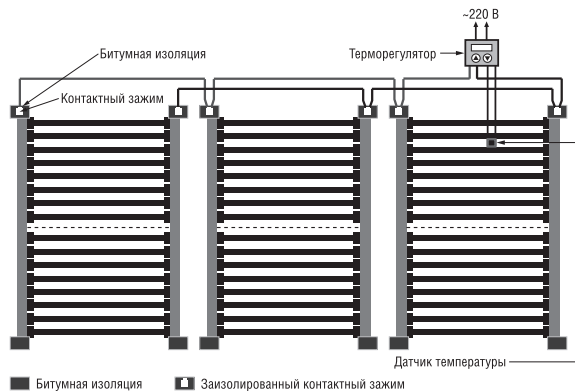 ~220 В
Битумная изоляция
Терморегулятор
Контактный зажим
Датчик температуры
Битумная изоляция
Заизолированный контактный зажим